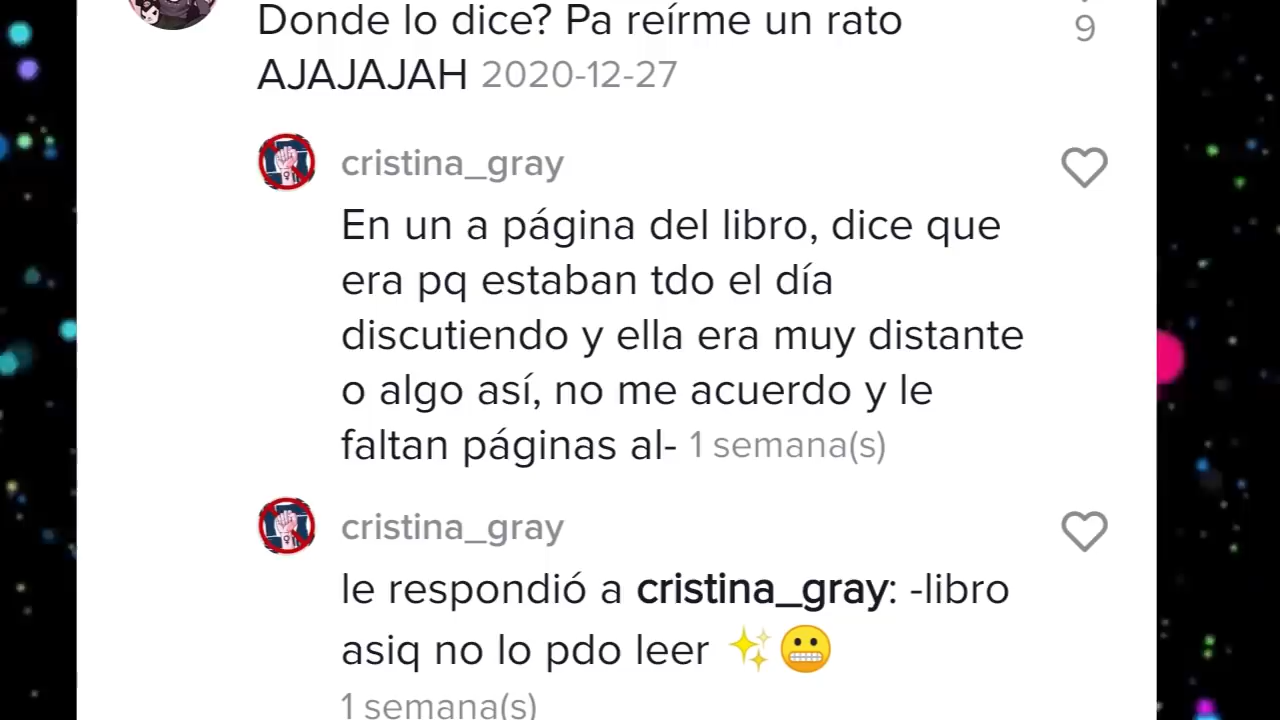 Donde lo dice? Pa reírme un rato
9
AJAJAJAH 2020-12-27
cristina_gray
En un a página del libro, dice que
era pq estaban tdo el día
discutiendo y ella era muy distante
o algo así, no me acuerdo y le
faltan páginas al- 1 semana(s)
cristina_gray
le respondió a cristina_gray: -libro
asiq no lo pdo leer ✨😬
1 semana(s)